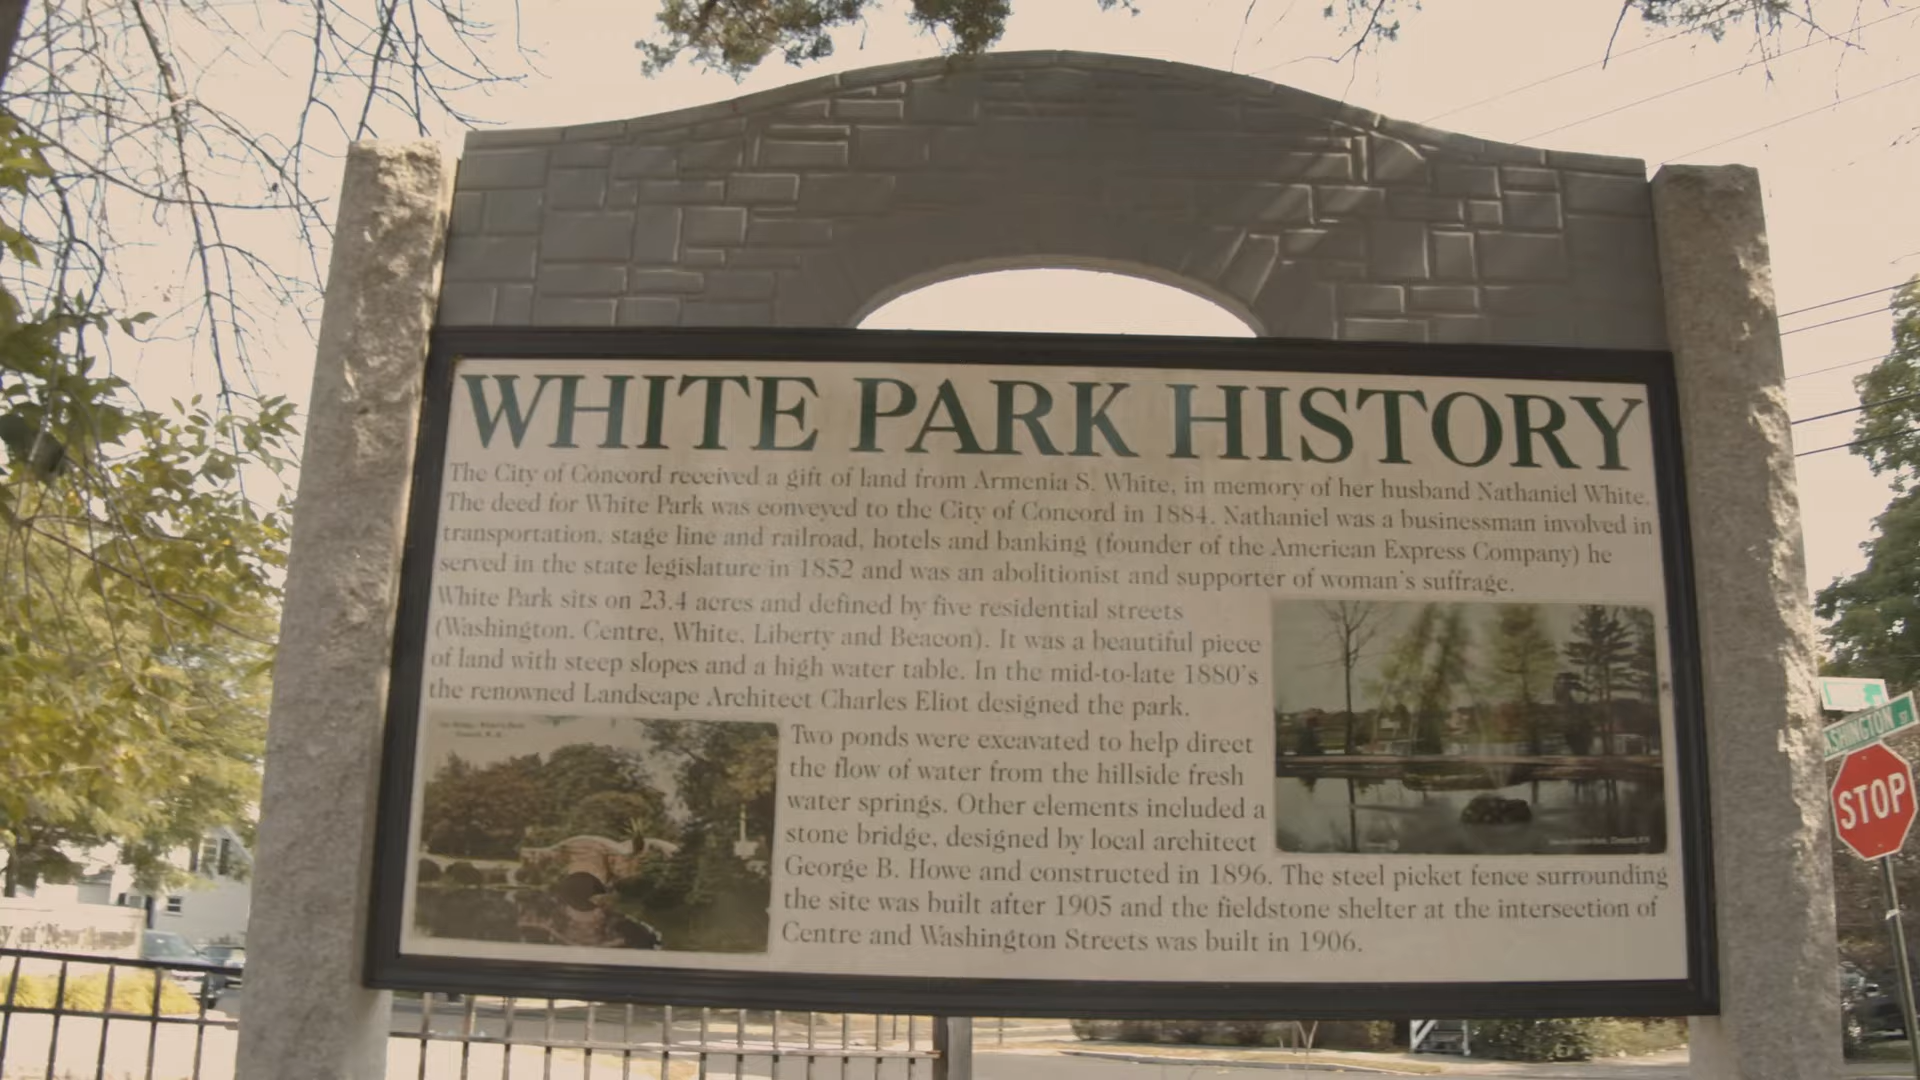 WHITE PARK HISTORY
The City of Concord received a gift of land from Armenia S. White, in memory of her husband Nathaniel White.
The deed for White Park was conveyed to the City of Concord in 1884. Nathaniel was a businessman involved in
transportation, stage line and railroad, hotels and banking (founder of the American Express Company) he
served in the state legislature in 1852 and was an abolitionist and supporter of woman's suffrage.
White Park sits on 23.4 acres and defined by five residential streets
(Washington, Centre, White, Liberty and Beacon). It was a beautiful piece
of land with steep slopes and a high water table. In the mid-to-late 1880's
the renowned Landscape Architect Charles Eliot designed the park.
Two ponds were excavated to help direct
the flow of water from the hillside fresh
water springs. Other elements included a
stone bridge, designed by local architect
George B. Howe and constructed in 1896. The steel picket fence surrounding
the site was built after 1905 and the fieldstone shelter at the intersection of
Centre and Washington Streets was built in 1906.
ASHINGTON ST
STOP